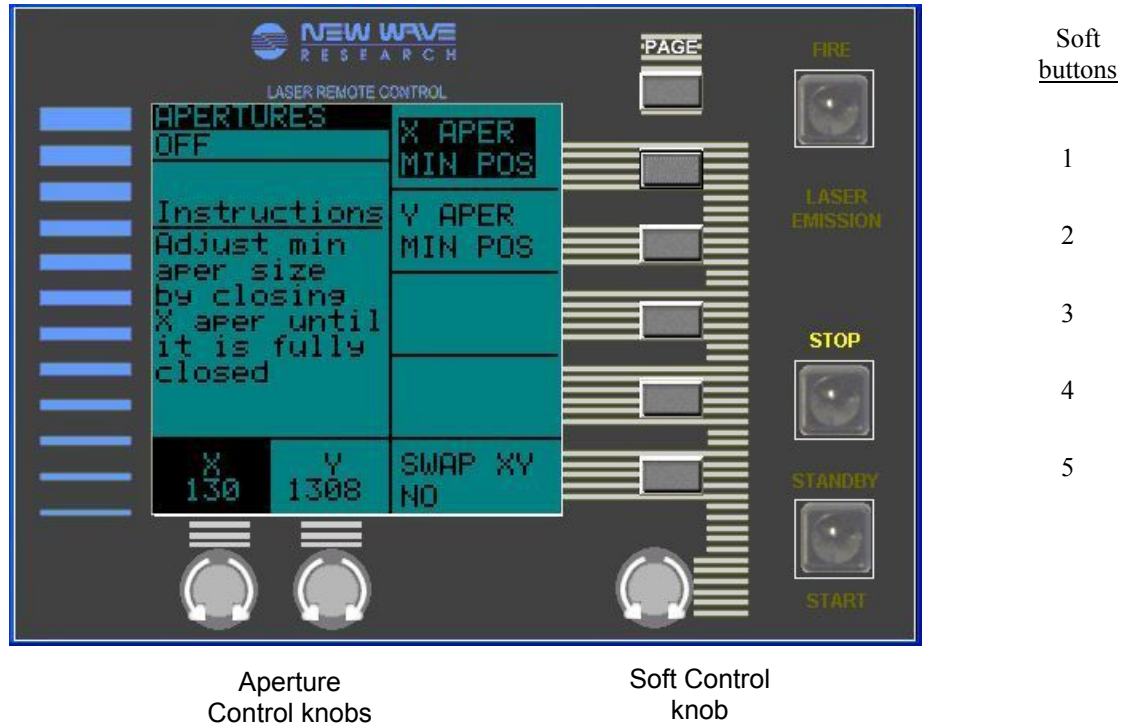 NEW WAVE
RESEARCH
LASER REMOTE CONTROL
APERTURES
OFF
Instructions
Adjust min
aper size
by closing
X aper until
it is fully
closed
X
130
Y
1308
X APER
MIN POS
Y APER
MIN POS
SWAP XY
NO
PAGE
FIRE
LASER
EMISSION
STOP
STANDBY
START
Soft
buttons
1
2
3
4
5
Aperture
Control knobs
Soft Control
knob